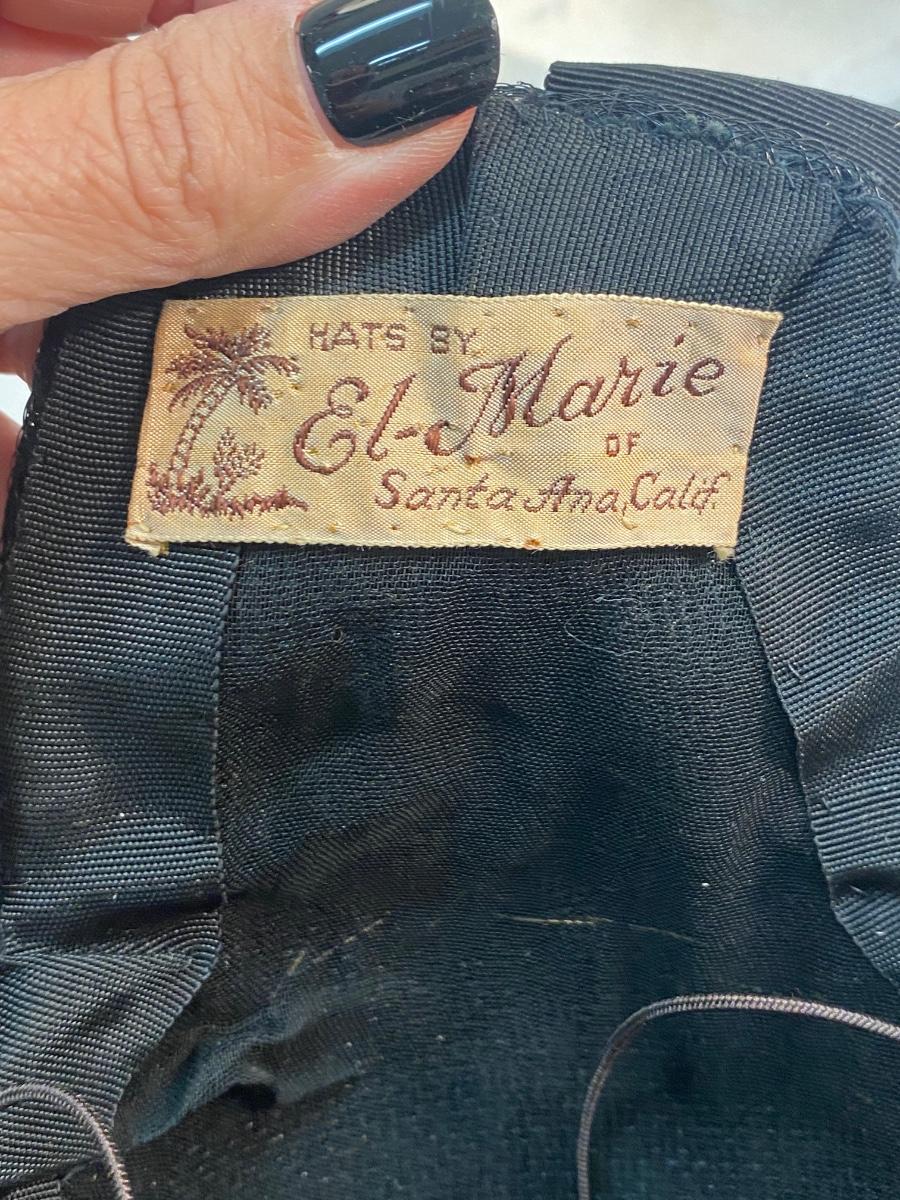 HATS BY
El-Marie
OF
Santa Ana, Calif.